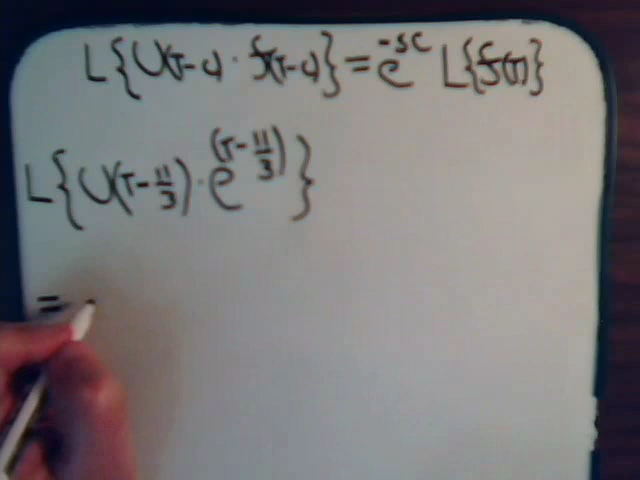 L{U(T-c) · f(T-c)} = e^{-sc} L{f(T)}
L{U(T-11/3) · e^{(T-11/3)}}
=